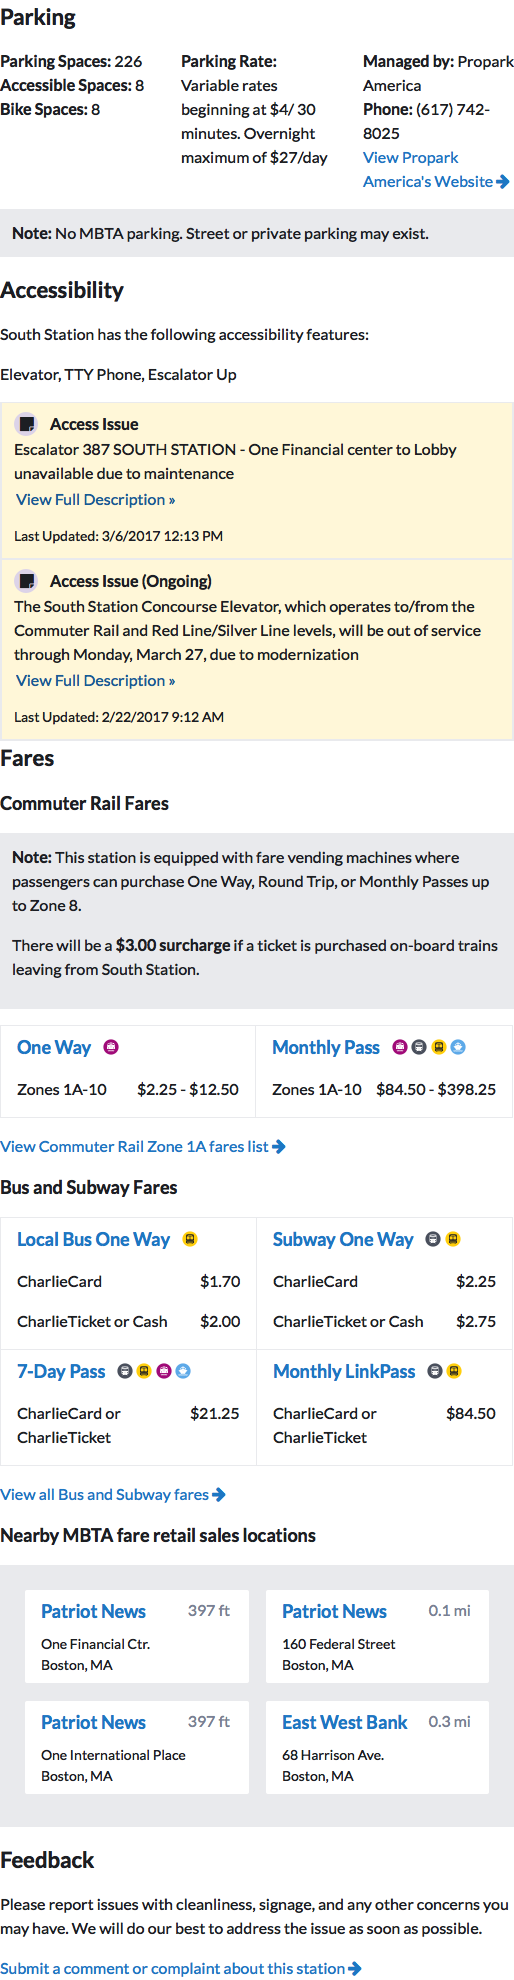 Parking
Parking Spaces: 226
Accessible Spaces: 8
Bike Spaces: 8
Parking Rate:
Variable rates
beginning at $4/ 30
minutes. Overnight
maximum of $27/day
Managed by: Propark
America
Phone: (617) 742-
8025
View Propark
America's Website
Note: No MBTA parking. Street or private parking may exist.
Accessibility
South Station has the following accessibility features:
Elevator, TTY Phone, Escalator Up
Access Issue
Escalator 387 SOUTH STATION - One Financial center to Lobby
unavailable due to maintenance
View Full Description »
Last Updated: 3/6/2017 12:13 PM
Access Issue (Ongoing)
The South Station Concourse Elevator, which operates to/from the
Commuter Rail and Red Line/Silver Line levels, will be out of service
through Monday, March 27, due to modernization
View Full Description »
Last Updated: 2/22/2017 9:12 AM
Fares
Commuter Rail Fares
Note: This station is equipped with fare vending machines where
passengers can purchase One Way, Round Trip, or Monthly Passes up
to Zone 8.
There will be a $3.00 surcharge if a ticket is purchased on-board trains
leaving from South Station.
One Way
Zones 1A-10 $2.25 - $12.50
Monthly Pass
Zones 1A-10 $84.50 - $398.25
View Commuter Rail Zone 1A fares list
Bus and Subway Fares
Local Bus One Way
CharlieCard $1.70
CharlieTicket or Cash $2.00
Subway One Way
CharlieCard $2.25
CharlieTicket or Cash $2.75
7-Day Pass
CharlieCard or $21.25
CharlieTicket
Monthly LinkPass
CharlieCard or $84.50
CharlieTicket
View all Bus and Subway fares
Nearby MBTA fare retail sales locations
Patriot News 397 ft
One Financial Ctr.
Boston, MA
Patriot News 0.1 mi
160 Federal Street
Boston, MA
Patriot News 397 ft
One International Place
Boston, MA
East West Bank 0.3 mi
68 Harrison Ave.
Boston, MA
Feedback
Please report issues with cleanliness, signage, and any other concerns you
may have. We will do our best to address the issue as soon as possible.
Submit a comment or complaint about this station